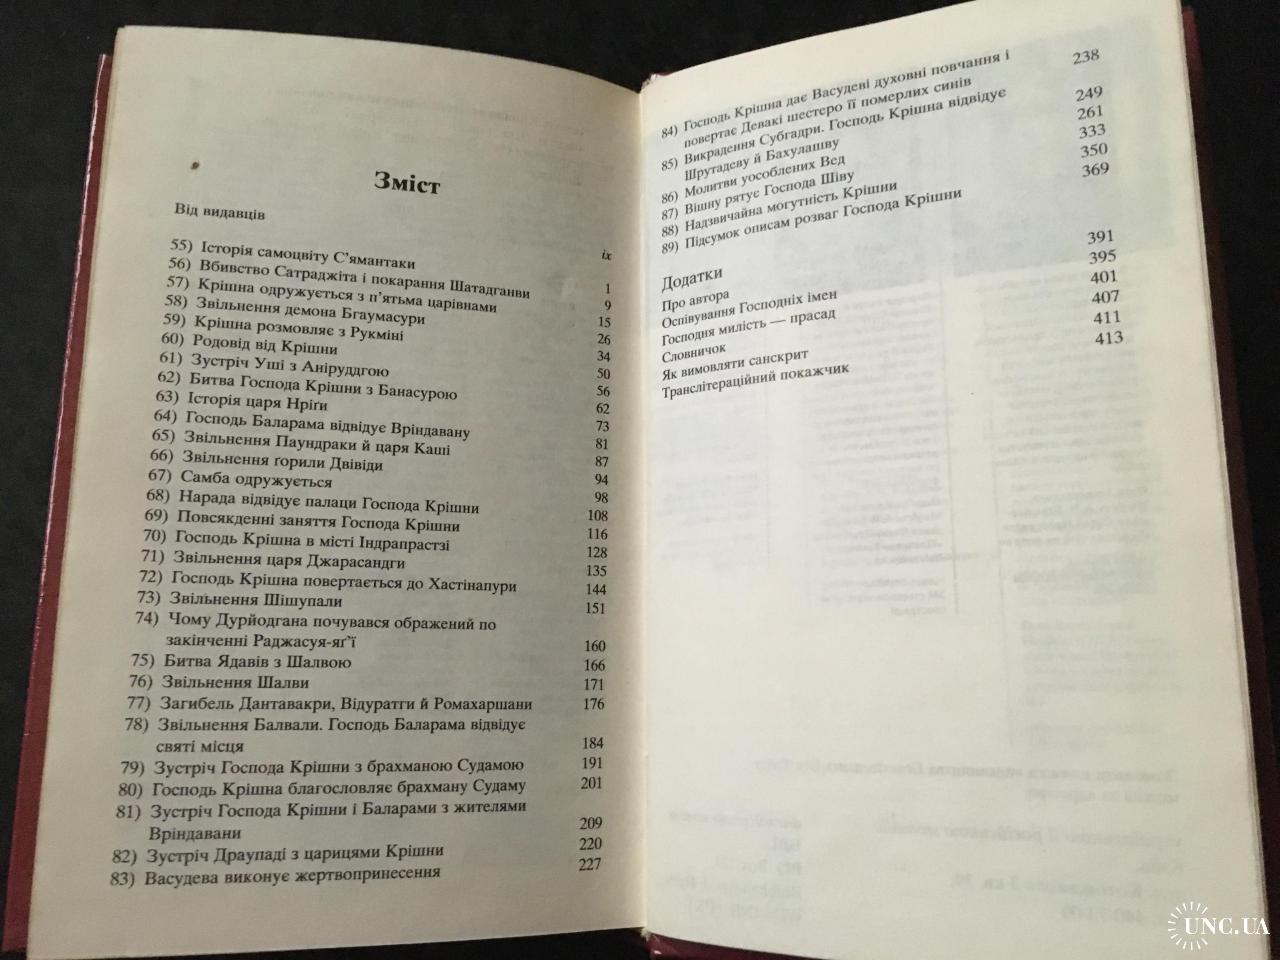 Зміст
Від видавців ix
55) Історія самоцвіту С'ямантаки 1
56) Вбивство Сатраджіта і покарання Шатадганви 9
57) Крішна одружується з п'ятьма царівнами 15
58) Звільнення демона Бгаумасури 26
59) Крішна розмовляє з Рукміні 34
60) Родовід від Крішни 50
61) Зустріч Уші з Аніруддгою 56
62) Битва Господа Крішни з Банасурою 62
63) Історія царя Нріґи 73
64) Господь Баларама відвідує Вріндавану 81
65) Звільнення Паундраки й царя Каші 87
66) Звільнення ґорили Двівіди 94
67) Самба одружується 98
68) Нарада відвідує палаци Господа Крішни 108
69) Повсякденні заняття Господа Крішни 116
70) Господь Крішна в місті Індрапрастзі 128
71) Звільнення царя Джарасандги 135
72) Господь Крішна повертається до Хастінапури 144
73) Звільнення Шішупали 151
74) Чому Дурйодгана почувався ображений по
закінченні Раджасуя-яґ'ї 160
75) Битва Ядавів з Шалвою 166
76) Звільнення Шалви 171
77) Загибель Дантавакри, Відуратги й Ромахаршани 176
78) Звільнення Балвали. Господь Баларама відвідує
святі місця 184
79) Зустріч Господа Крішни з брахманою Судамою 191
80) Господь Крішна благословляє брахману Судаму 201
81) Зустріч Господа Крішни і Баларами з жителями
Вріндавани 209
82) Зустріч Драупаді з царицями Крішни 220
83) Васудева виконує жертвопринесення 227
84) Господь Крішна дає Васудеві духовні повчання і
повертає Девакі шестеро її померлих синів 238
85) Викрадення Субгадри. Господь Крішна відвідує
Шрутадеву й Бахулашву 249
86) Молитви уособлених Вед 261
87) Вішну рятує Господа Шіву 333
88) Надзвичайна могутність Крішни 350
89) Підсумок описам розваг Господа Крішни 369
Додатки
Про автора 391
Оспівування Господніх імен 395
Господня милість — прасад 401
Словничок 407
Як вимовляти санскрит 411
Транслітераційний покажчик 413
UNC.UA